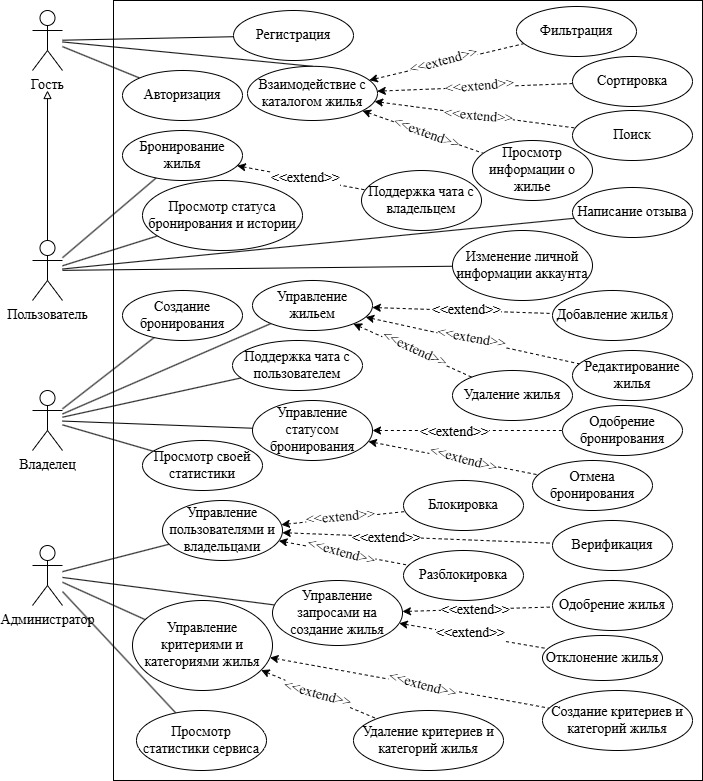 Гость
Регистрация
Авторизация
Взаимодействие с
каталогом жилья
<<extend>>
Фильтрация
<<extend>>
Сортировка
<<extend>>
Поиск
<<extend>>
Просмотр
информации о
жилье
Пользователь
Бронирование
жилья
<<extend>>
Поддержка чата с
владельцем
Просмотр статуса
бронирования и истории
Написание отзыва
Изменение личной
информации аккаунта
Владелец
Создание
бронирования
Управление
жильем
<<extend>>
Добавление жилья
<<extend>>
Редактирование
жилья
<<extend>>
Удаление жилья
Поддержка чата с
пользователем
Управление
статусом
бронирования
<<extend>>
Одобрение
бронирования
<<extend>>
Отмена
бронирования
Просмотр своей
статистики
Администратор
Управление
пользователями и
владельцами
<<extend>>
Блокировка
<<extend>>
Верификация
<<extend>>
Разблокировка
Управление
запросами на
создание жилья
<<extend>>
Одобрение жилья
<<extend>>
Отклонение жилья
Управление
критериями и
категориями жилья
<<extend>>
Создание критериев и
категорий жилья
<<extend>>
Удаление критериев и
категорий жилья
Просмотр
статистики сервиса